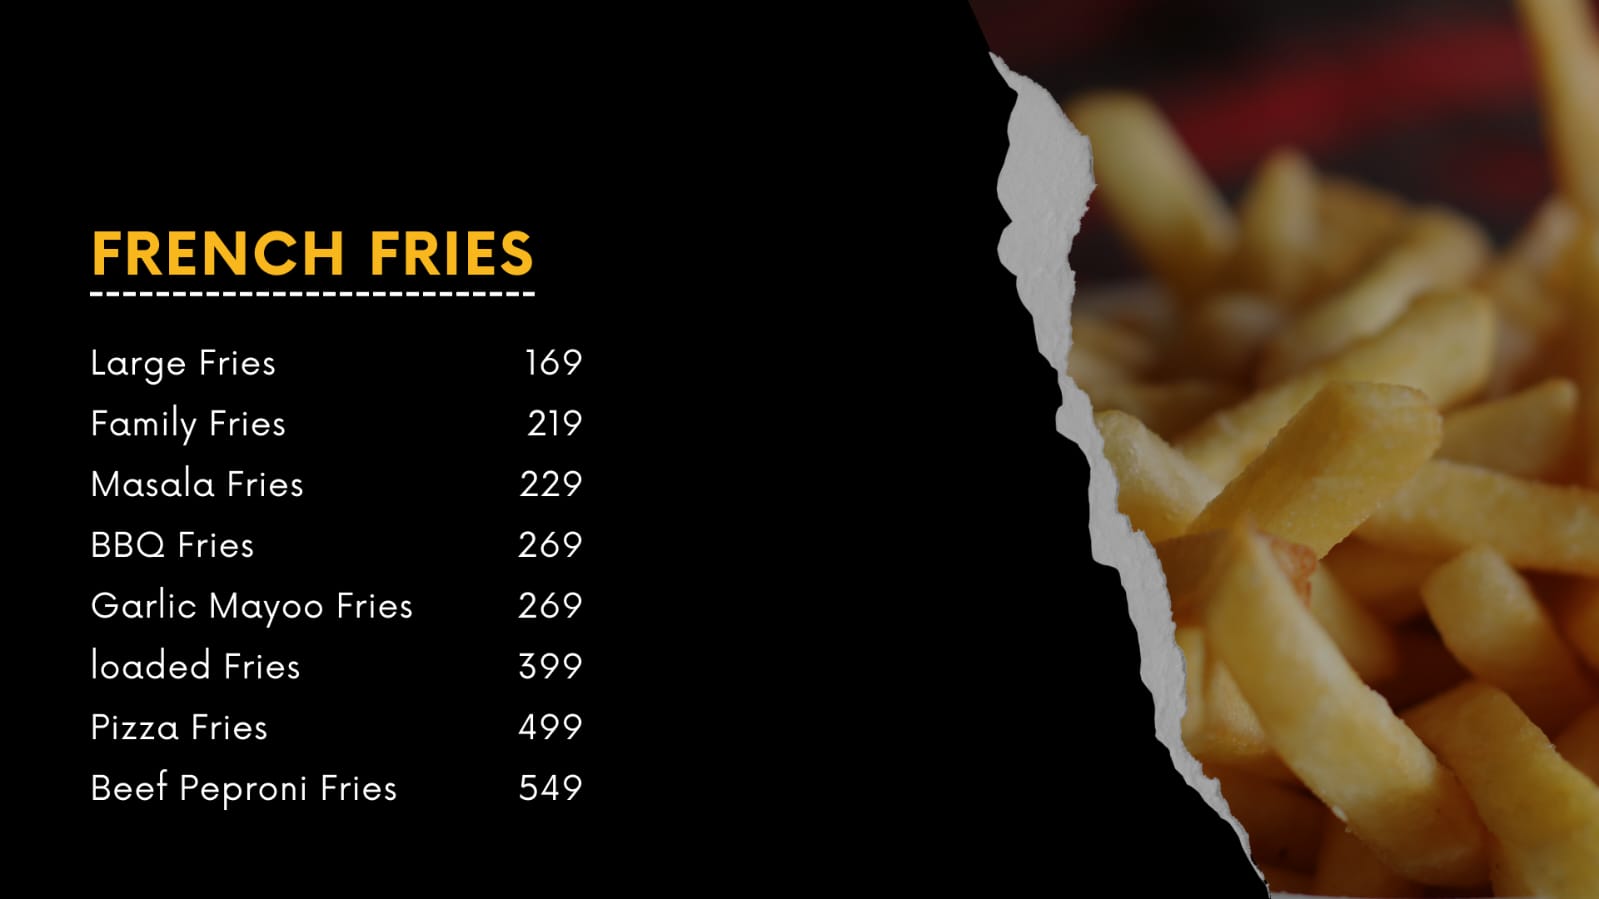 FRENCH FRIES
Large Fries 169
Family Fries 219
Masala Fries 229
BBQ Fries 269
Garlic Mayoo Fries 269
loaded Fries 399
Pizza Fries 499
Beef Peproni Fries 549